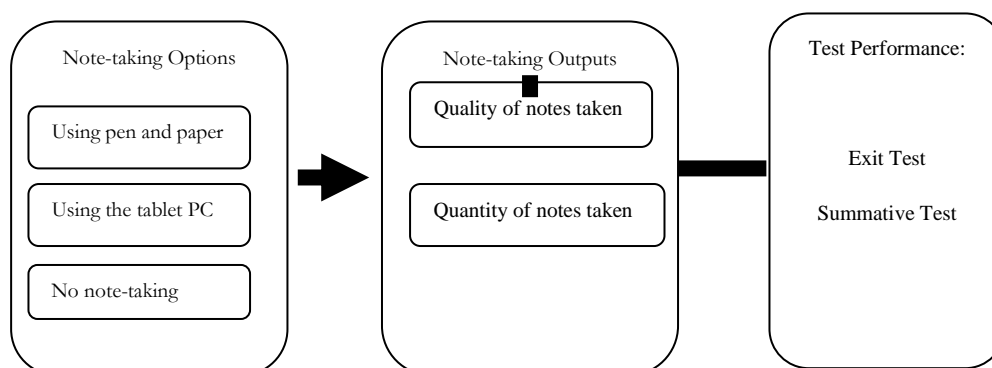 Note-taking Options
Using pen and paper
Using the tablet PC
No note-taking
Note-taking Outputs
Quality of notes taken
Quantity of notes taken
Test Performance:
Exit Test
Summative Test